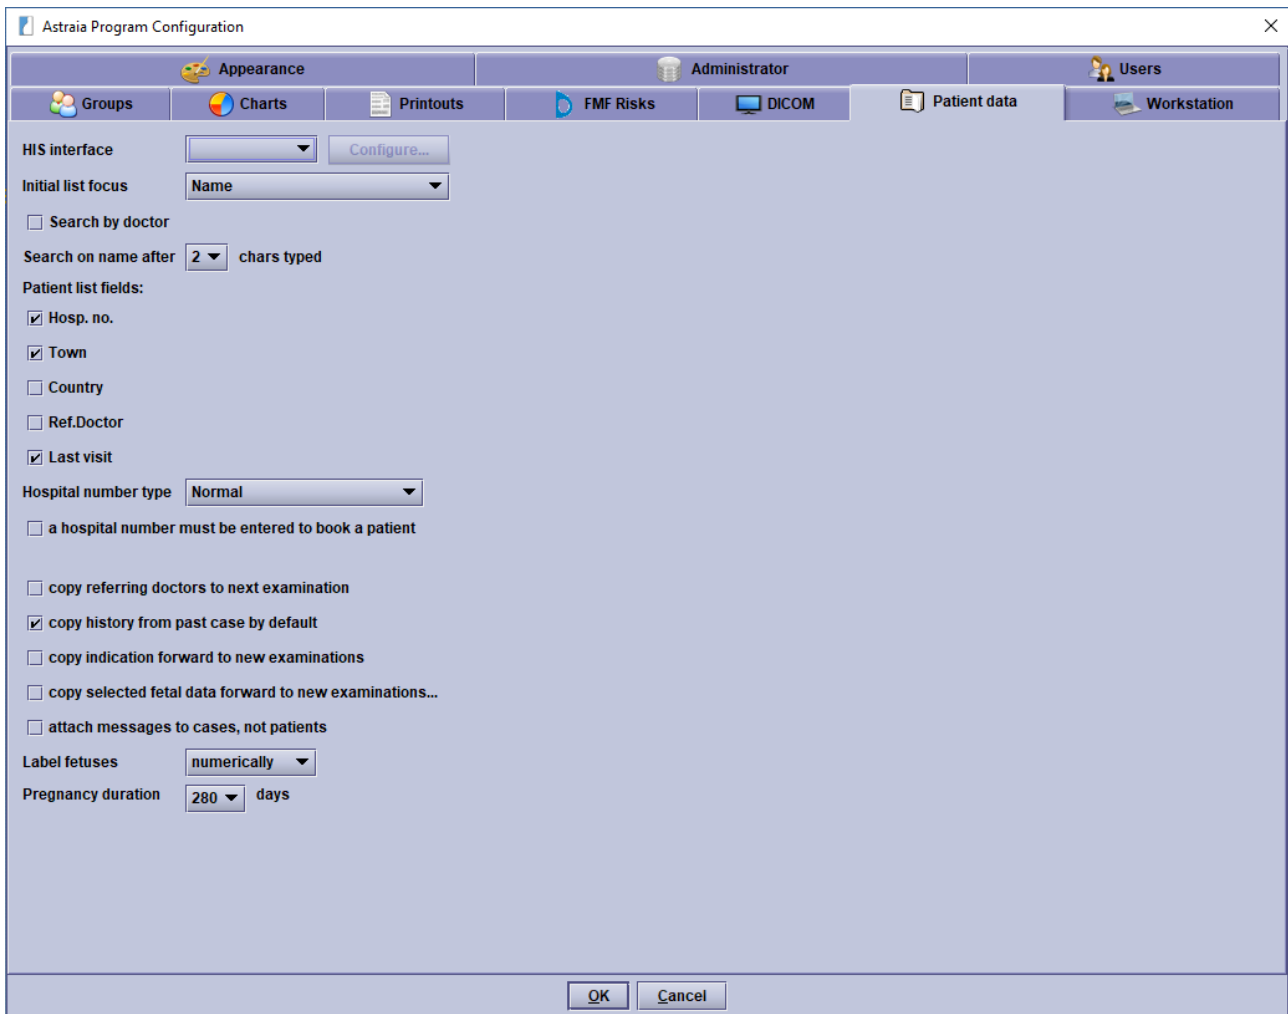 Astraia Program Configuration
Appearance Administrator Users
Groups Charts Printouts FMF Risks DICOM Patient data Workstation
HIS interface Configure...
Initial list focus Name
Search by doctor
Search on name after 2 chars typed
Patient list fields:
Hosp. no.
Town
Country
Ref.Doctor
Last visit
Hospital number type Normal
a hospital number must be entered to book a patient
copy referring doctors to next examination
copy history from past case by default
copy indication forward to new examinations
copy selected fetal data forward to new examinations...
attach messages to cases, not patients
Label fetuses numerically
Pregnancy duration 280 days
OK Cancel